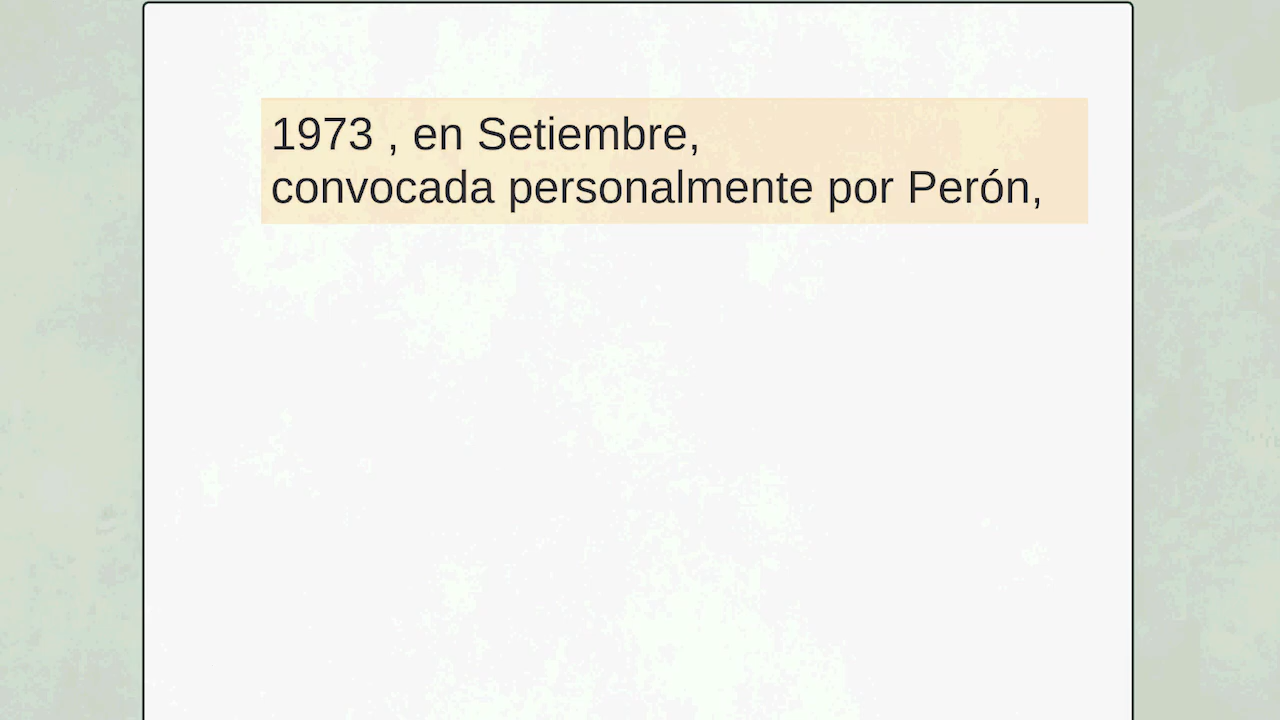 1973 , en Setiembre,
convocada personalmente por Perón,